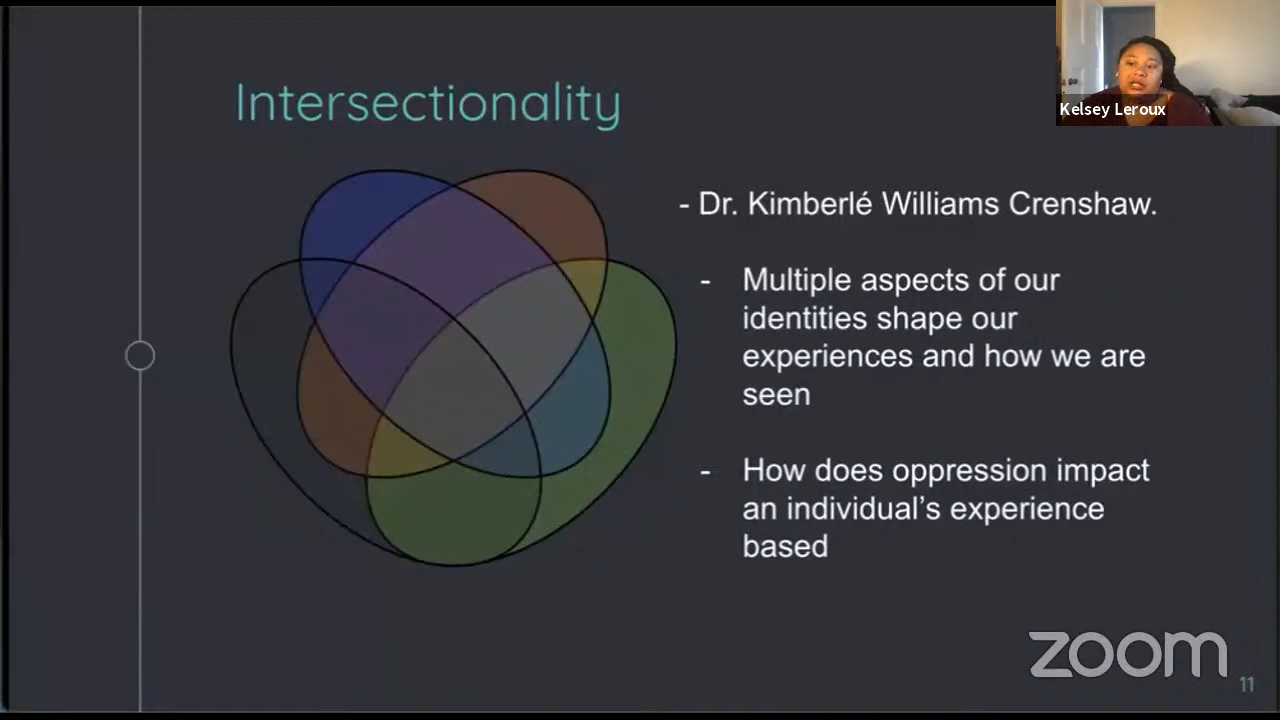 Intersectionality
Kelsey Leroux
- Dr. Kimberlé Williams Crenshaw.
- Multiple aspects of our
identities shape our
experiences and how we are
seen
- How does oppression impact
an individual’s experience
based
zoom
11